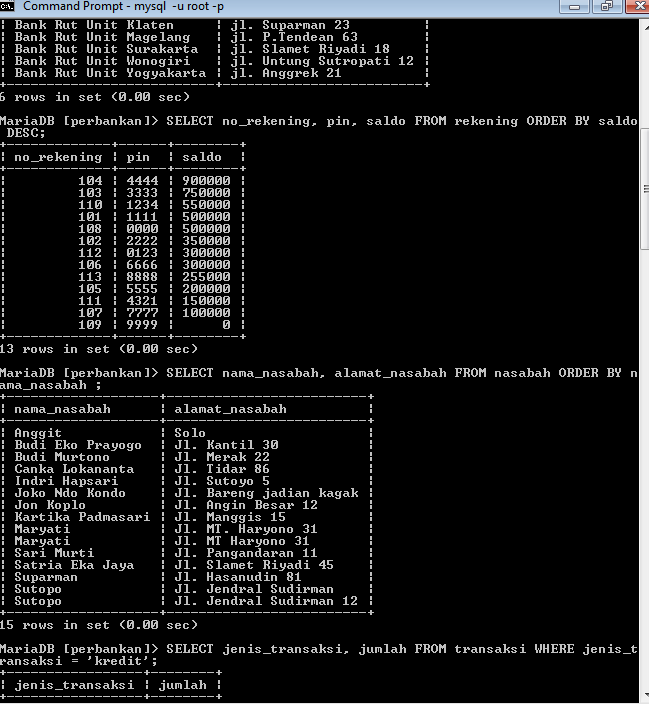 Command Prompt - mysql -u root -p
| Bank Rut Unit Klaten | jl. Suparman 23 |
| Bank Rut Unit Magelang | jl. P.Tendean 63 |
| Bank Rut Unit Surakarta | jl. Slamet Riyadi 18 |
| Bank Rut Unit Wonogiri | jl. Untung Sutropati 12 |
| Bank Rut Unit Yogyakarta | jl. Anggrek 21 |
6 rows in set (0.00 sec)
MariaDB [perbankan]> SELECT no_rekening, pin, saldo FROM rekening ORDER BY saldo
DESC;
| no_rekening | pin | saldo |
| 104 | 4444 | 900000 |
| 103 | 3333 | 750000 |
| 110 | 1234 | 550000 |
| 101 | 1111 | 500000 |
| 108 | 0000 | 500000 |
| 102 | 2222 | 350000 |
| 112 | 0123 | 300000 |
| 106 | 6666 | 300000 |
| 113 | 8888 | 255000 |
| 105 | 5555 | 200000 |
| 111 | 4321 | 150000 |
| 107 | 7777 | 100000 |
| 109 | 9999 | 0 |
13 rows in set (0.00 sec)
MariaDB [perbankan]> SELECT nama_nasabah, alamat_nasabah FROM nasabah ORDER BY n
ama_nasabah ;
| nama_nasabah | alamat_nasabah |
| Anggit | Solo |
| Budi Eko Prayogo | Jl. Kantil 30 |
| Budi Murtono | Jl. Merak 22 |
| Canka Lokananta | Jl. Tidar 86 |
| Indri Hapsari | Jl. Sutoyo 5 |
| Joko Ndo Kondo | Jl. Bareng jadian kagak |
| Jon Koplo | Jl. Angin Besar 12 |
| Kartika Padmasari | Jl. Manggis 15 |
| Maryati | Jl. MT. Haryono 31 |
| Maryati | Jl. MT Haryono 31 |
| Sari Murti | Jl. Pangandaran 11 |
| Satria Eka Jaya | Jl. Slamet Riyadi 45 |
| Suparman | Jl. Hasanudin 81 |
| Sutopo | Jl. Jendral Sudirman |
| Sutopo | Jl. Jendral Sudirman 12 |
15 rows in set (0.00 sec)
MariaDB [perbankan]> SELECT jenis_transaksi, jumlah FROM transaksi WHERE jenis_t
ransaksi = 'kredit';
| jenis_transaksi | jumlah |